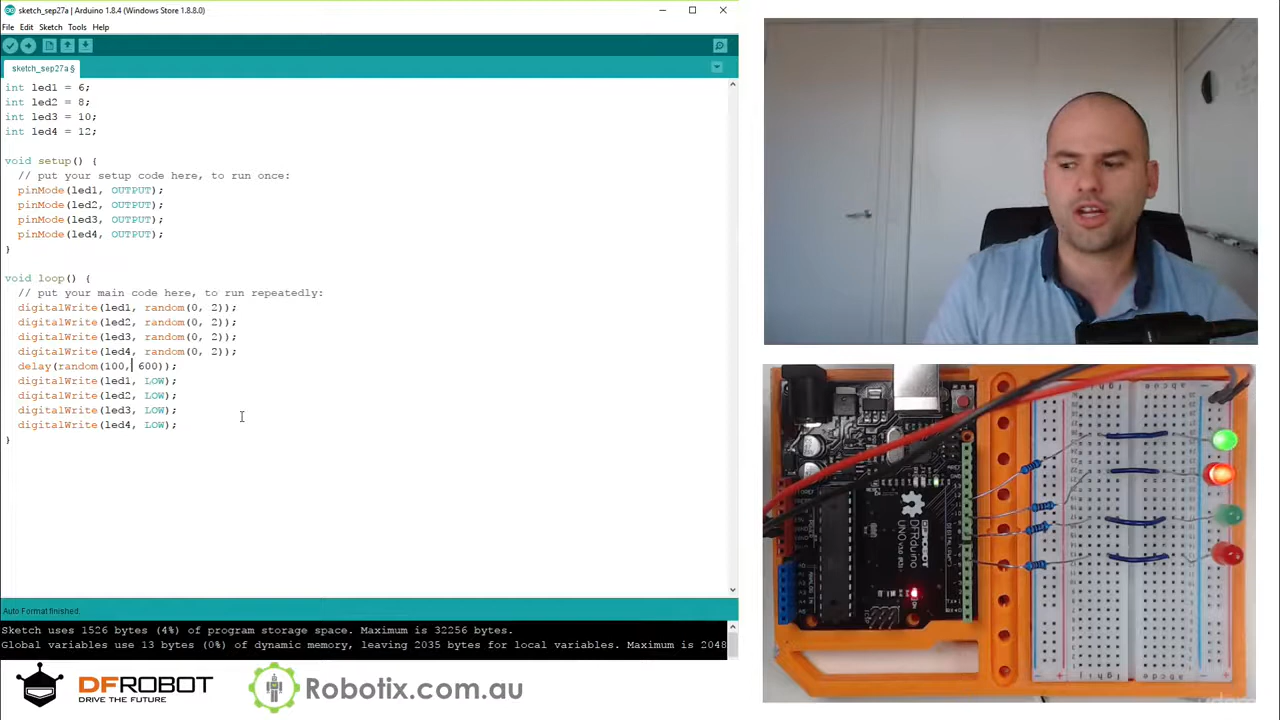 sketch_sep27a | Arduino 1.8.4 (Windows Store 1.8.8.0)
File Edit Sketch Tools Help
sketch_sep27a §
int led1 = 6;
int led2 = 8;
int led3 = 10;
int led4 = 12;
void setup() {
// put your setup code here, to run once:
pinMode(led1, OUTPUT);
pinMode(led2, OUTPUT);
pinMode(led3, OUTPUT);
pinMode(led4, OUTPUT);
}
void loop() {
// put your main code here, to run repeatedly:
digitalWrite(led1, random(0, 2));
digitalWrite(led2, random(0, 2));
digitalWrite(led3, random(0, 2));
digitalWrite(led4, random(0, 2));
delay(random(100, 600));
digitalWrite(led1, LOW);
digitalWrite(led2, LOW);
digitalWrite(led3, LOW);
digitalWrite(led4, LOW);
}
Auto Format finished.
Sketch uses 1526 bytes (4%) of program storage space. Maximum is 32256 bytes.
Global variables use 13 bytes (0%) of dynamic memory, leaving 2035 bytes for local variables. Maximum is 2048
DFROBOT
DRIVE THE FUTURE
Robotix.com.au
DFRduino
UNO